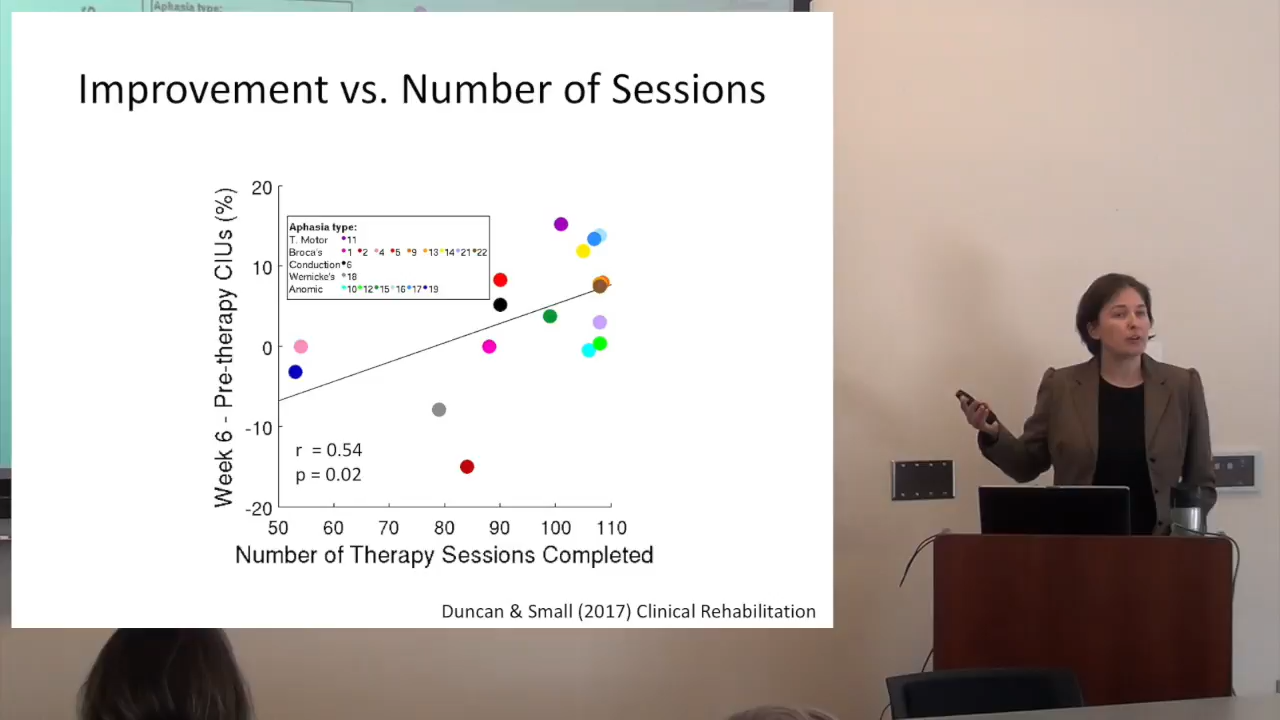 Aphasia type:
Improvement vs. Number of Sessions
Week 6 - Pre-therapy CIUs (%)
20
10
0
-10
-20
Aphasia type:
T. Motor 11
Broca's 1 2 4 5 9 13 14 21 22
Conduction 6
Wernicke's 18
Anomic 10 12 15 16 17 19
r = 0.54
p = 0.02
50 60 70 80 90 100 110
Number of Therapy Sessions Completed
Duncan & Small (2017) Clinical Rehabilitation